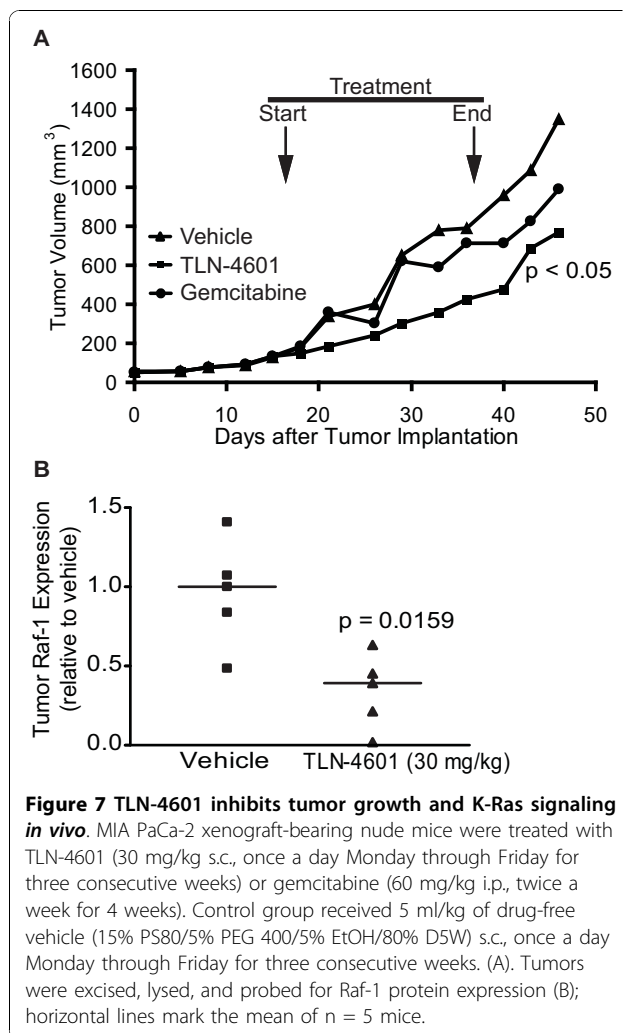 A
1600
1400
1200
1000
800
600
400
200
0
Tumor Volume (mm³)
Treatment
Start
End
Vehicle
TLN-4601
Gemcitabine
p < 0.05
0
10
20
30
40
50
Days after Tumor Implantation
B
1.5
1.0
0.5
0.0
Tumor Raf-1 Expression
(relative to vehicle)
p = 0.0159
Vehicle
TLN-4601 (30 mg/kg)
Figure 7 TLN-4601 inhibits tumor growth and K-Ras signaling
in vivo. MIA PaCa-2 xenograft-bearing nude mice were treated with
TLN-4601 (30 mg/kg s.c., once a day Monday through Friday for
three consecutive weeks) or gemcitabine (60 mg/kg i.p., twice a
week for 4 weeks). Control group received 5 ml/kg of drug-free
vehicle (15% PS80/5% PEG 400/5% EtOH/80% D5W) s.c., once a day
Monday through Friday for three consecutive weeks. (A). Tumors
were excised, lysed, and probed for Raf-1 protein expression (B);
horizontal lines mark the mean of n = 5 mice.